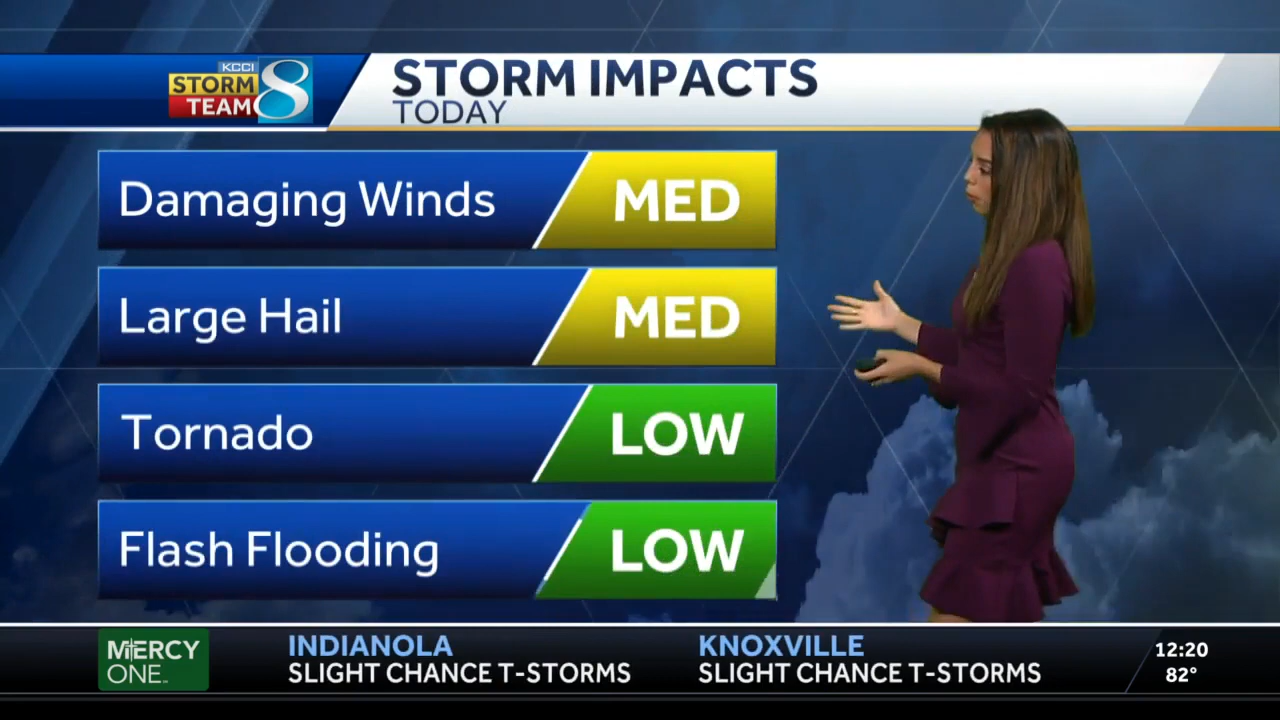 KCCI
STORM
TEAM 8
STORM IMPACTS
TODAY
Damaging Winds MED
Large Hail MED
Tornado LOW
Flash Flooding LOW
MERCY
ONE
INDIANOLA
SLIGHT CHANCE T-STORMS
KNOXVILLE
SLIGHT CHANCE T-STORMS
12:20
82°